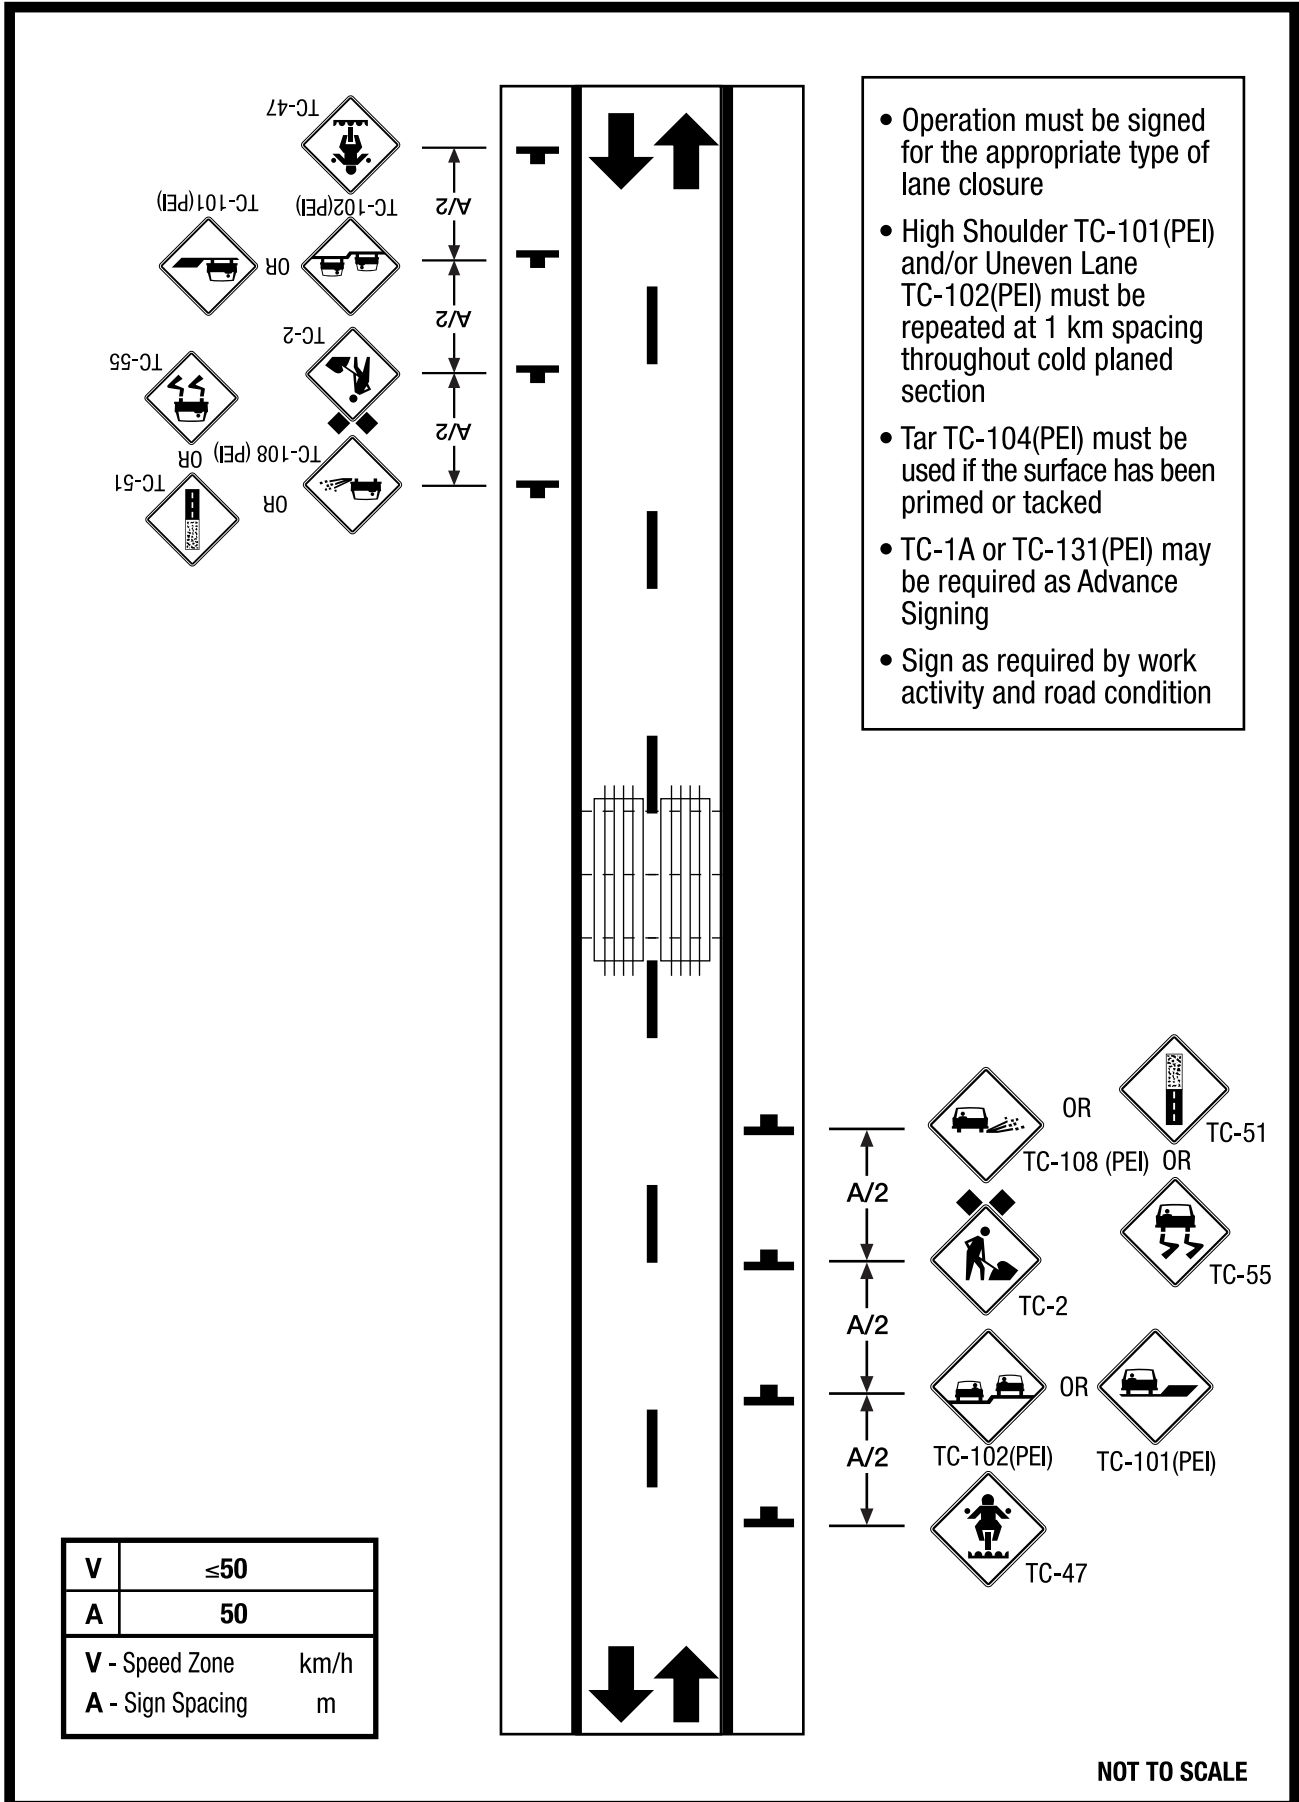 TC-47
TC-101(PEI)
TC-102(PEI)
A/2
OR
A/2
TC-2
TC-55
A/2
TC-108 (PEI)
OR
TC-51
OR
• Operation must be signed
for the appropriate type of
lane closure
• High Shoulder TC-101(PEI)
and/or Uneven Lane
TC-102(PEI) must be
repeated at 1 km spacing
throughout cold planed
section
• Tar TC-104(PEI) must be
used if the surface has been
primed or tacked
• TC-1A or TC-131(PEI) may
be required as Advance
Signing
• Sign as required by work
activity and road condition
OR
TC-51
TC-108 (PEI)
OR
A/2
TC-55
TC-2
A/2
OR
TC-102(PEI)
TC-101(PEI)
A/2
TC-47
V ≤50
A 50
V - Speed Zone km/h
A - Sign Spacing m
NOT TO SCALE